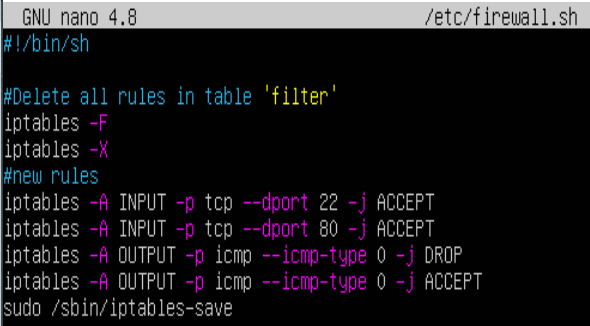 GNU nano 4.8 /etc/firewall.sh
#!/bin/sh
#Delete all rules in table 'filter'
iptables -F
iptables -X
#new rules
iptables -A INPUT -p tcp --dport 22 -j ACCEPT
iptables -A INPUT -p tcp --dport 80 -j ACCEPT
iptables -A OUTPUT -p icmp --icmp-type 0 -j DROP
iptables -A OUTPUT -p icmp --icmp-type 0 -j ACCEPT
sudo /sbin/iptables-save